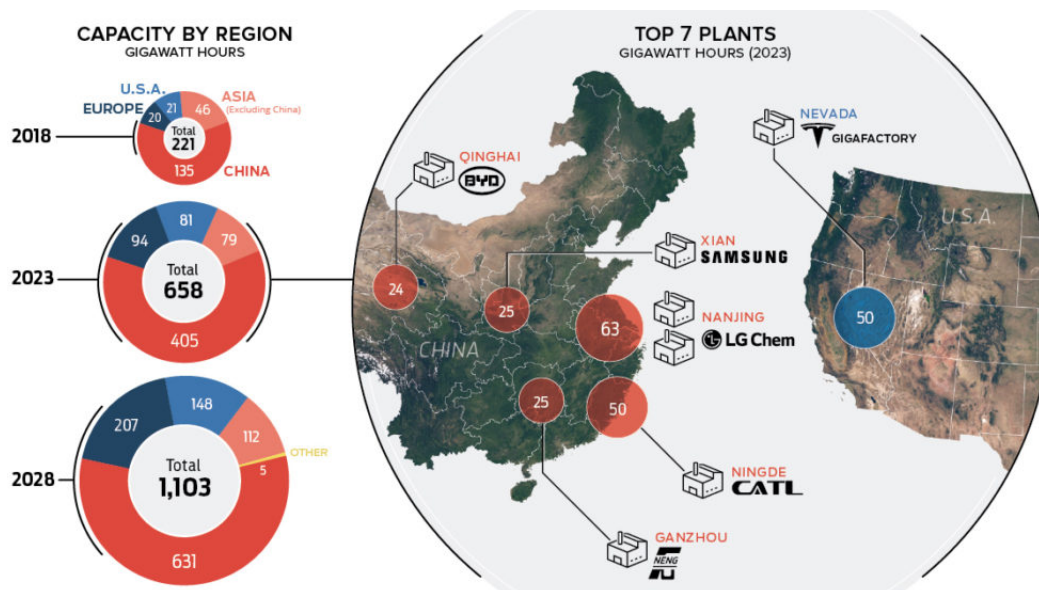 CAPACITY BY REGION
GIGAWATT HOURS
U.S.A.
EUROPE
ASIA
(Excluding China)
20
21
46
Total
221
2018
135
CHINA
94
81
79
2023
Total
658
405
207
148
112
OTHER
5
2028
Total
1,103
631
TOP 7 PLANTS
GIGAWATT HOURS (2023)
QINGHAI
BYD
24
XIAN
SAMSUNG
25
NANJING
LG Chem
63
CHINA
25
50
NINGDE
CATL
GANZHOU
NENG
NEVADA
GIGAFACTORY
U.S.A.
50